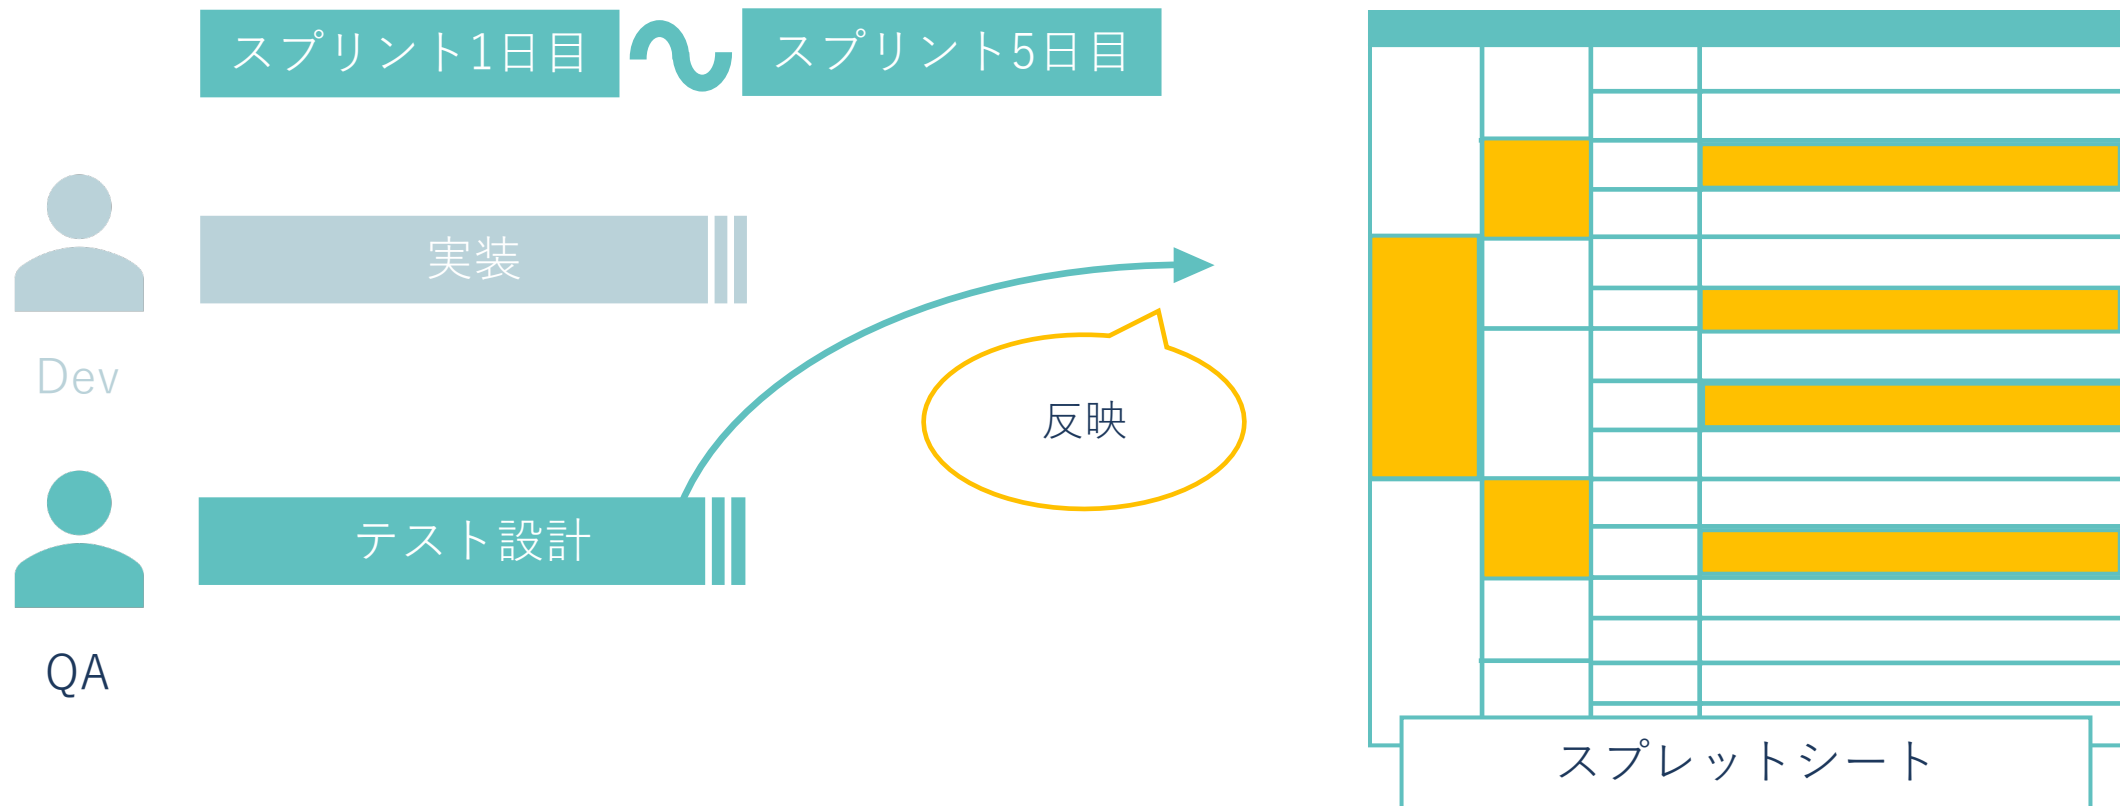 スプリント1日目
スプリント5日目
実装
Dev
反映
テスト設計
QA
スプレットシート